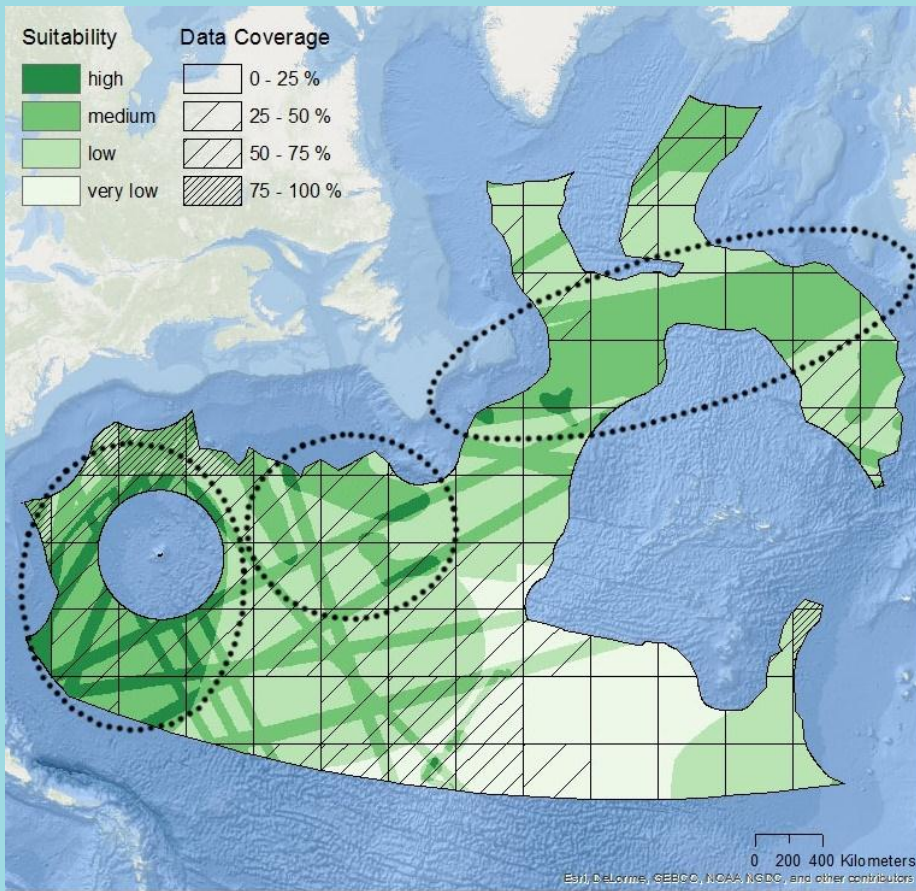 Suitability
high
medium
low
very low
Data Coverage
0 - 25 %
25 - 50 %
50 - 75 %
75 - 100 %
0 200 400 Kilometers
Esri, DeLorme, GEBCO, NOAA NGDC, and other contributors